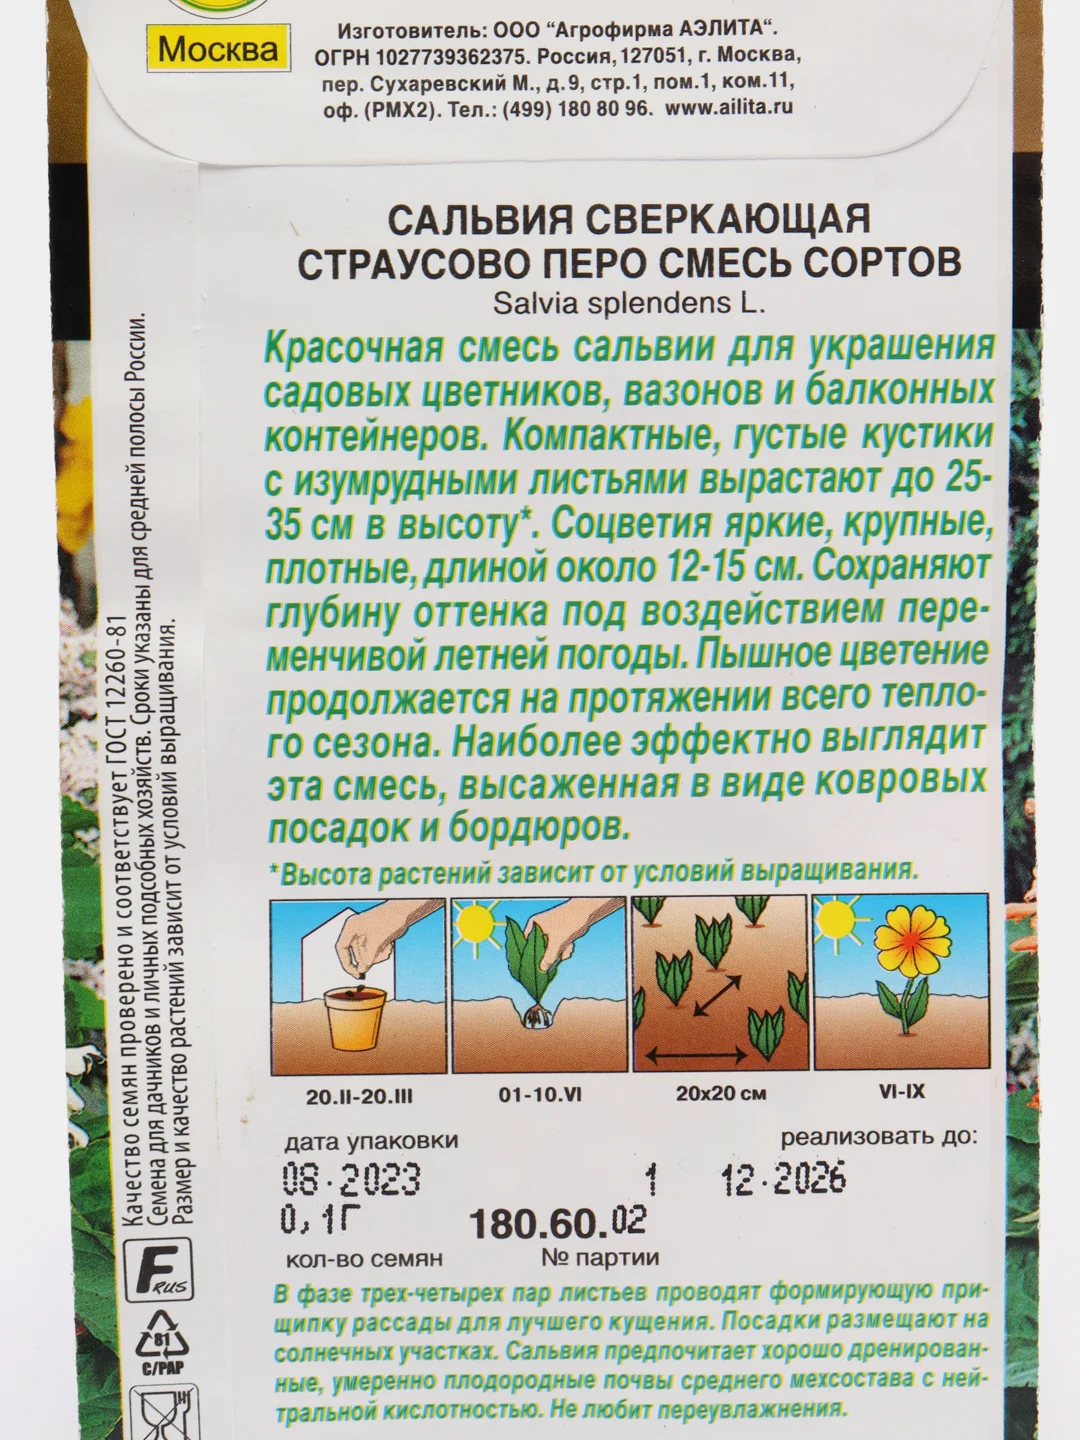 Москва
Изготовитель: ООО “Агрофирма АЭЛИТА“.
ОГРН 1027739362375. Россия, 127051, г. Москва,
пер. Сухаревский М., д.9, стр.1, пом.1, ком.11,
оф. (РМХ2). Тел.: (499) 180 80 96. www.ailita.ru
САЛЬВИЯ СВЕРКАЮЩАЯ
СТРАУСОВО ПЕРО СМЕСЬ СОРТОВ
Salvia splendens L.
Красочная смесь сальвии для украшения
садовых цветников, вазонов и балконных
контейнеров. Компактные, густые кустики
с изумрудными листьями вырастают до 25-
35 см в высоту*. Соцветия яркие, крупные,
плотные, длиной около 12-15 см. Сохраняют
глубину оттенка под воздействием пере-
менчивой летней погоды. Пышное цветение
продолжается на протяжении всего тепло-
го сезона. Наиболее эффектно выглядит
эта смесь, высаженная в виде ковровых
посадок и бордюров.
*Высота растений зависит от условий выращивания.
20.II-20.III 01-10.VI 20x20 см VI-IX
дата упаковки реализовать до:
08.2023 1 12.2026
0,1Г 180.60.02
кол-во семян № партии
В фазе трех-четырех пар листьев проводят формирующую при-
щипку рассады для лучшего кущения. Посадки размещают на
солнечных участках. Сальвия предпочитает хорошо дренирован-
ные, умеренно плодородные почвы среднего мехсостава с ней-
тральной кислотностью. Не любит переувлажнения.
Качество семян проверено и соответствует ГОСТ 12260-81
Семена для дачников и личных подсобных хозяйств. Сроки указаны для средней полосы России.
Размер и качество растений зависит от условий выращивания.
F RUS
81
C/PAP